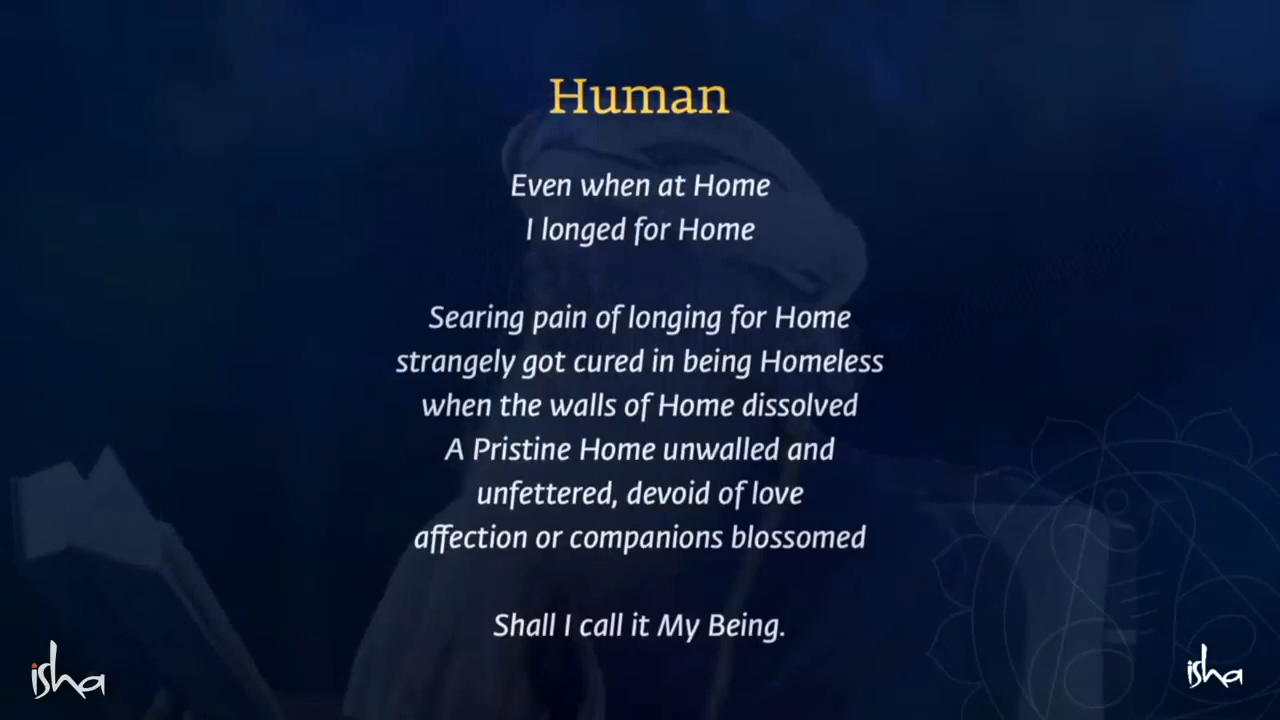 Human
Even when at Home
I longed for Home
Searing pain of longing for Home
strangely got cured in being Homeless
when the walls of Home dissolved
A Pristine Home unwalled and
unfettered, devoid of love
affection or companions blossomed
Shall I call it My Being.
isha
isha